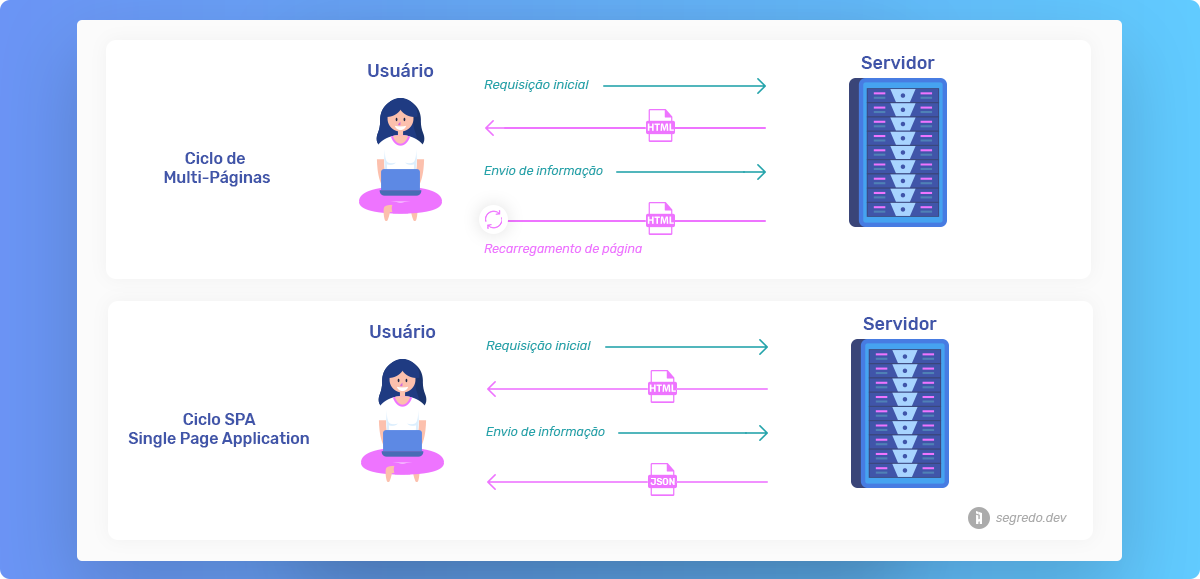 Usuário
Servidor
Requisição inicial
HTML
Ciclo de
Multi-Páginas
Envio de informação
HTML
Recarregamento de página
Usuário
Servidor
Requisição inicial
HTML
Ciclo SPA
Single Page Application
Envio de informação
JSON
segredo.dev